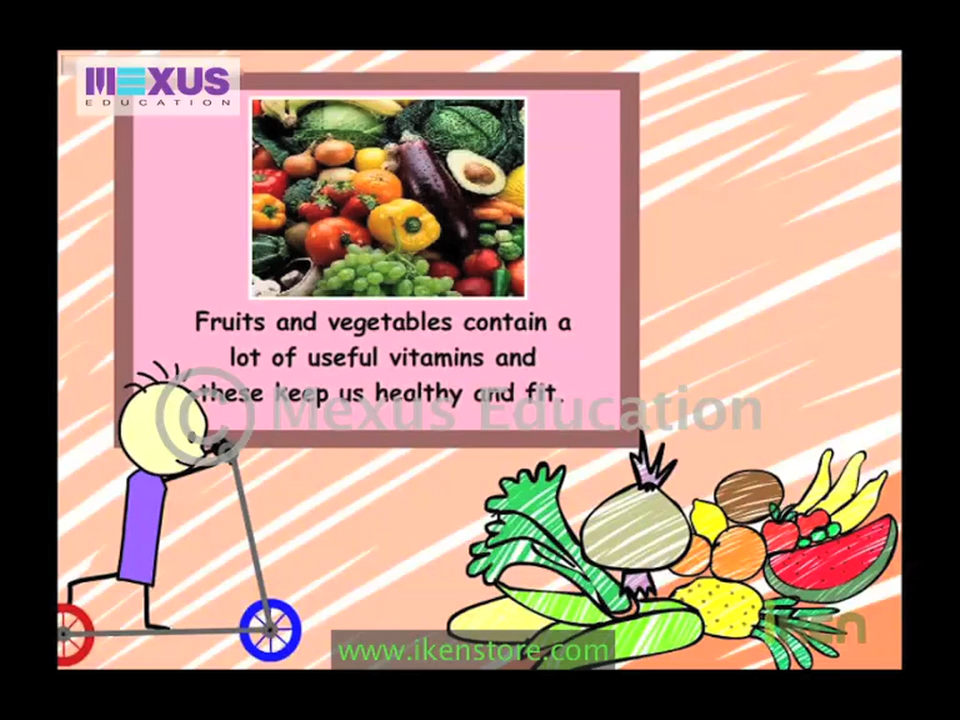 MEXUS
EDUCATION
Fruits and vegetables contain a
lot of useful vitamins and
these keep us healthy and fit.
© Mexus Education
iken
www.ikenstore.com